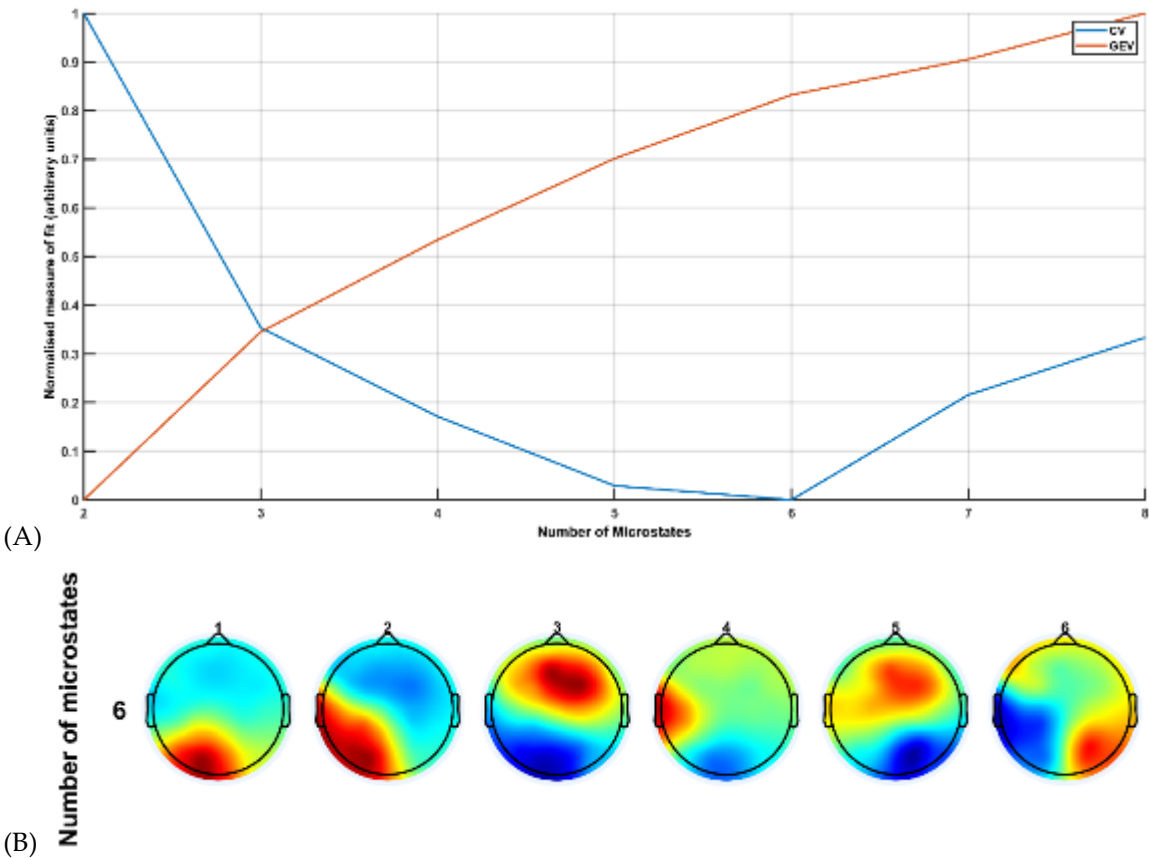 1
0.9
0.8
0.7
0.6
0.5
0.4
0.3
0.2
0.1
0
Normalised measure of fit (arbitrary units)
CV
GEV
2 3 4 5 6 7 8
Number of Microstates
(A)
Number of microstates
6
1 2 3 4 5 6
(B)